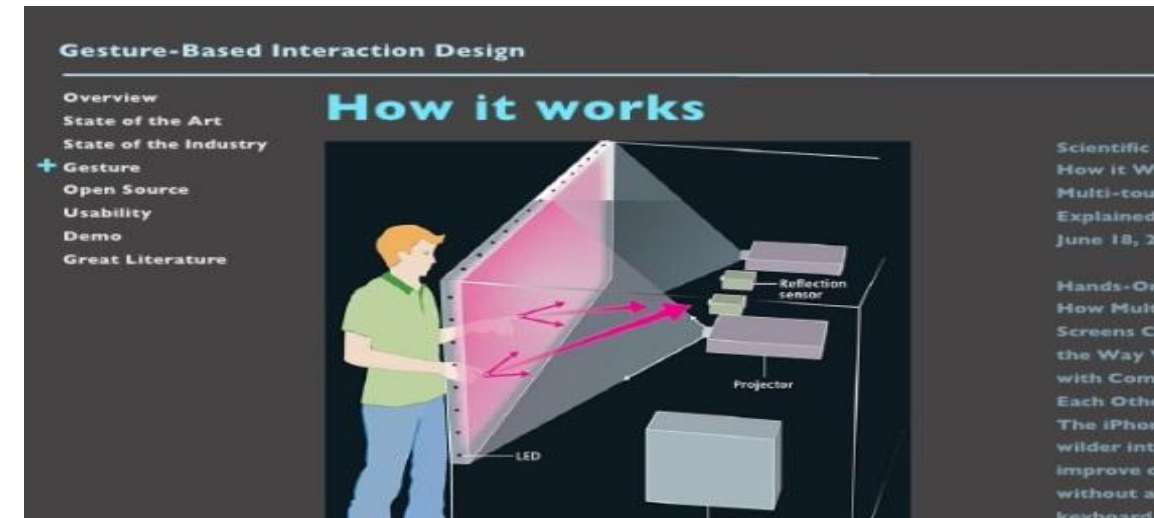 Gesture-Based Interaction Design
Overview
State of the Art
State of the Industry
+ Gesture
Open Source
Usability
Demo
Great Literature
How it works
Reflection
sensor
Projector
LED
Scientific
How it W
Multi-tou
Explained
June 18, 2
Hands-On
How Mult
Screens C
the Way
with Com
Each Othe
The iPhon
wilder int
improve
without a
keyboard